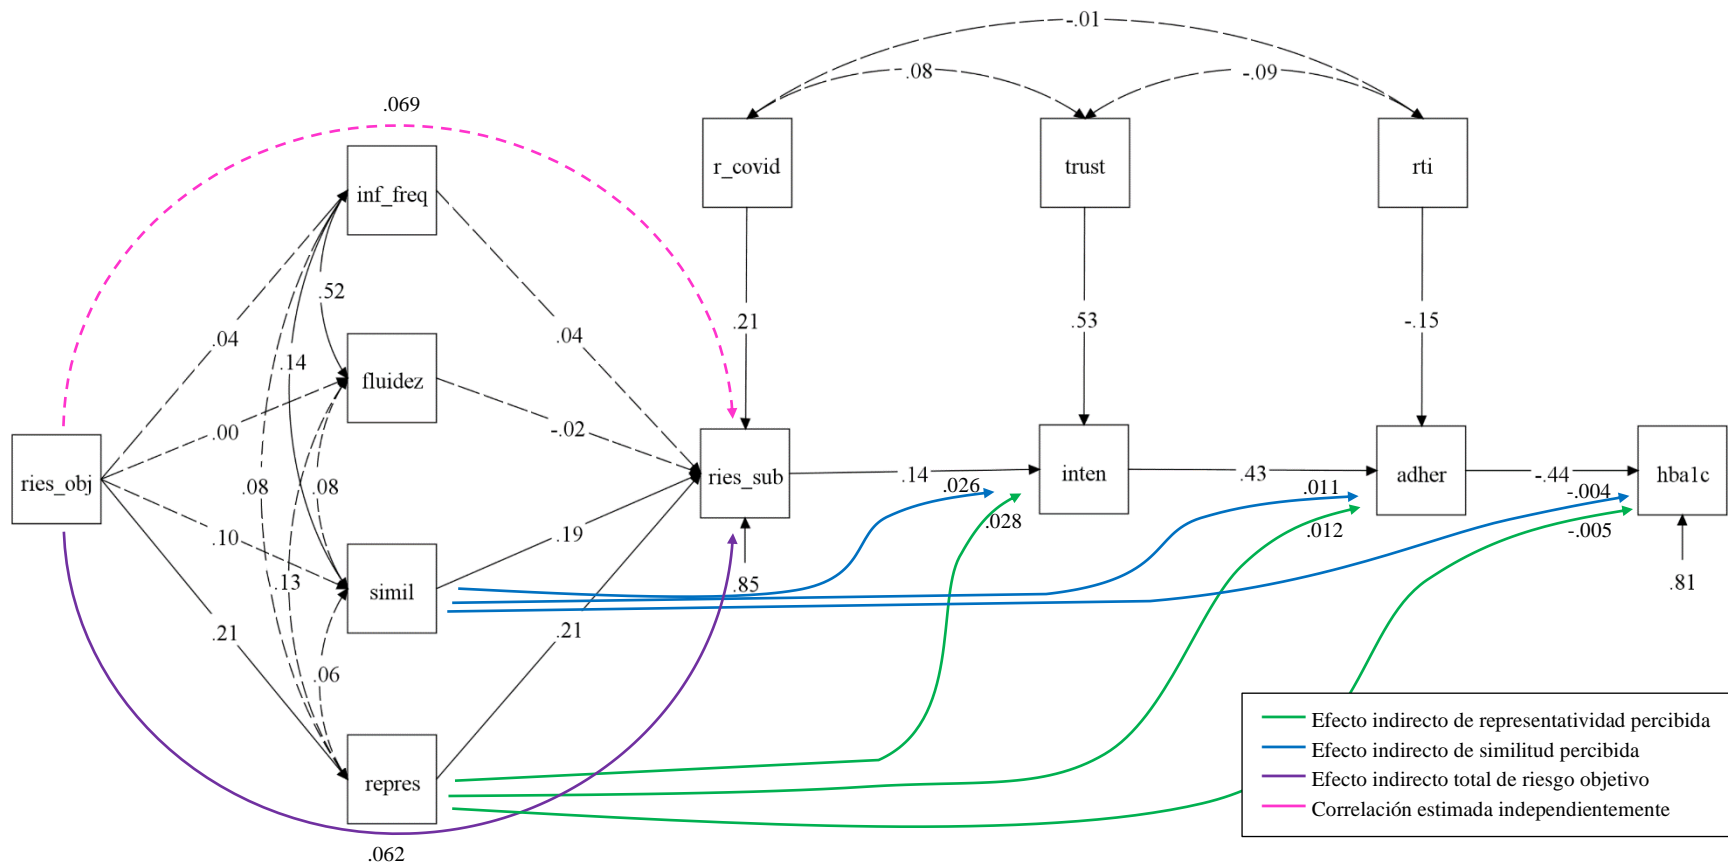 -.01
.08
-.09
.069
r_covid
trust
rti
inf_freq
.52
.04
.04
.21
.53
-.15
.14
fluidez
.00
-.02
ries_obj
ries_sub
.14
inten
.43
adher
-.44
hba1c
.026
.011
-.004
.08
.08
.028
.012
-.005
.10
.19
.13
simil
.85
.81
.21
.21
.06
repres
.062
Efecto indirecto de representatividad percibida
Efecto indirecto de similitud percibida
Efecto indirecto total de riesgo objetivo
Correlación estimada independientemente